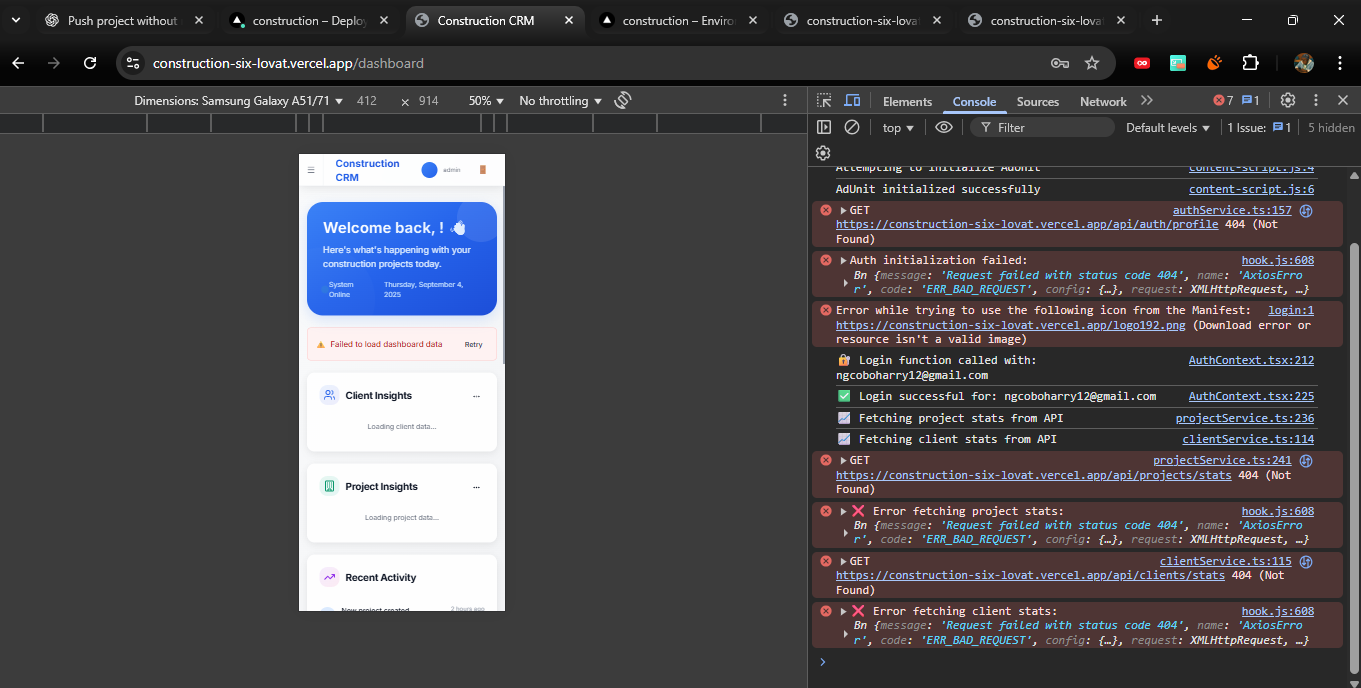 Push project without
construction – Deploy
Construction CRM
construction – Enviro
construction-six-lova
construction-six-lova
construction-six-lovat.vercel.app/dashboard
Dimensions: Samsung Galaxy A51/71
412
×
914
50%
No throttling
Elements
Console
Sources
Network
7
1
top
Filter
Default levels
1 Issue:
1
5 hidden
Attempting to initialize AdUnit
content-script.js:4
AdUnit initialized successfully
content-script.js:6
GET
authService.ts:157
https://construction-six-lovat.vercel.app/api/auth/profile 404 (Not
Found)
Auth initialization failed:
hook.js:608
Bn {message: 'Request failed with status code 404', name: 'AxiosErro
r', code: 'ERR_BAD_REQUEST', config: {…}, request: XMLHttpRequest, …}
Error while trying to use the following icon from the Manifest:
login:1
https://construction-six-lovat.vercel.app/logo192.png (Download error or
resource isn't a valid image)
🔐 Login function called with:
AuthContext.tsx:212
ngcoboharry12@gmail.com
✅ Login successful for: ngcoboharry12@gmail.com
AuthContext.tsx:225
📈 Fetching project stats from API
projectService.ts:236
📈 Fetching client stats from API
clientService.ts:114
GET
projectService.ts:241
https://construction-six-lovat.vercel.app/api/projects/stats 404 (Not
Found)
❌ Error fetching project stats:
hook.js:608
Bn {message: 'Request failed with status code 404', name: 'AxiosErro
r', code: 'ERR_BAD_REQUEST', config: {…}, request: XMLHttpRequest, …}
GET
clientService.ts:115
https://construction-six-lovat.vercel.app/api/clients/stats 404 (Not
Found)
❌ Error fetching client stats:
hook.js:608
Bn {message: 'Request failed with status code 404', name: 'AxiosErro
r', code: 'ERR_BAD_REQUEST', config: {…}, request: XMLHttpRequest, …}
Construction
CRM
admin
Welcome back, ! 👋
Here's what's happening with your
construction projects today.
System
Online
Thursday, September 4,
2025
Failed to load dashboard data
Retry
Client Insights
...
Loading client data...
Project Insights
...
Loading project data...
Recent Activity
New project created
2 hours ago